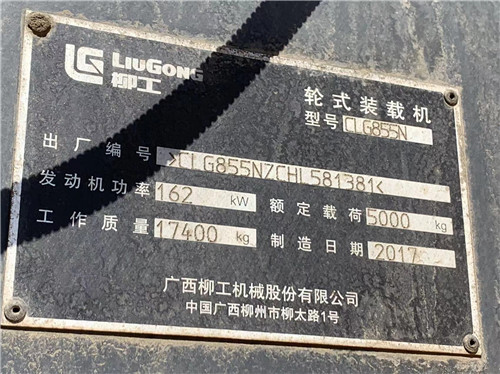 LIUGONG
柳工
轮式装载机
型号 CLG855N
出厂编号 >CLG855NZCHL581381<
发动机功率 162 kW 额定载荷 5000 kg
工作质量 17400 kg 制造日期 2017
广西柳工机械股份有限公司
中国广西柳州市柳太路1号